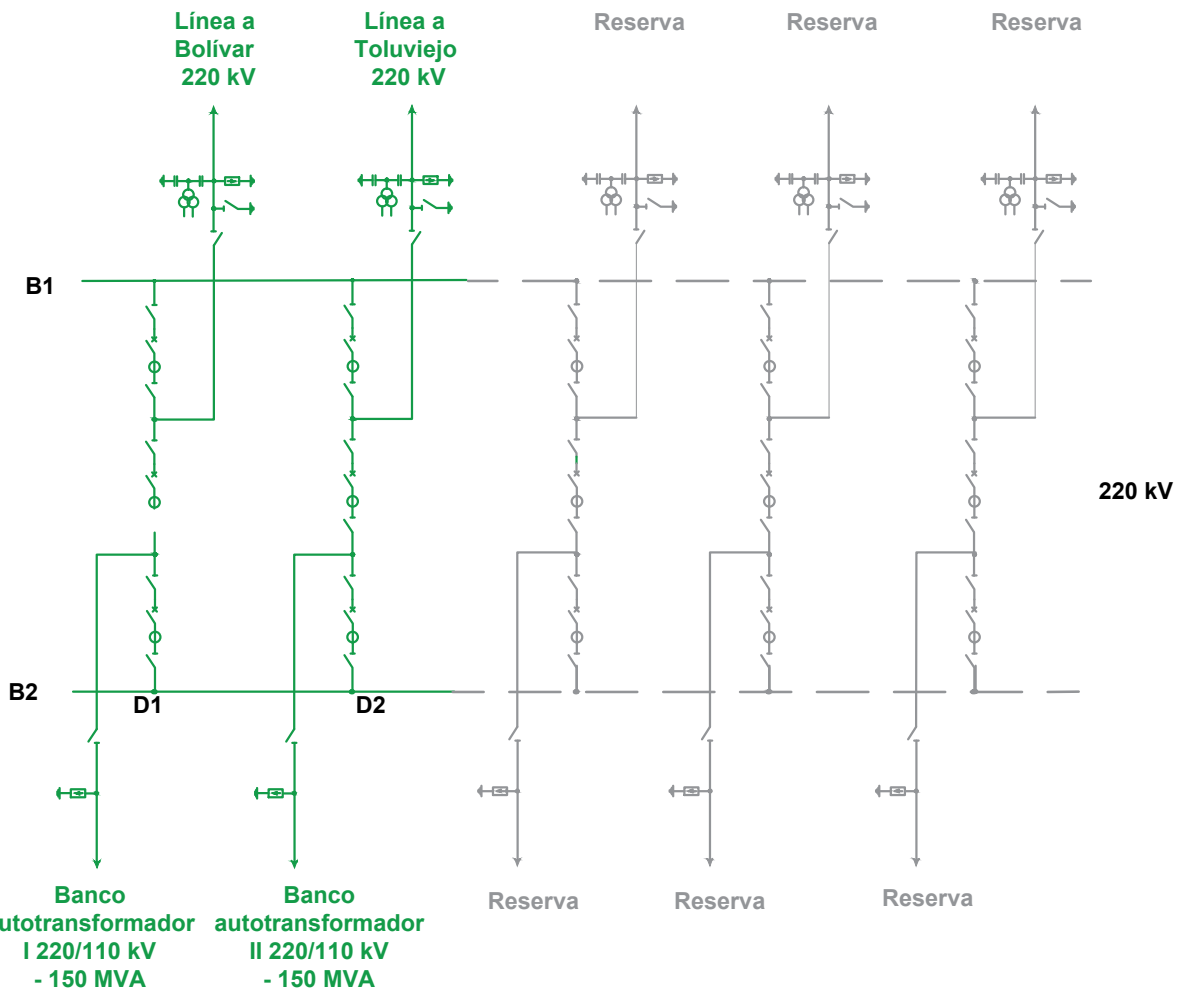 Línea a
Bolívar
220 kV
Línea a
Toluviejo
220 kV
Reserva
Reserva
Reserva
B1
220 kV
B2
D1
D2
Banco
utotransformador
I 220/110 kV
- 150 MVA
Banco
autotransformador
II 220/110 kV
- 150 MVA
Reserva
Reserva
Reserva